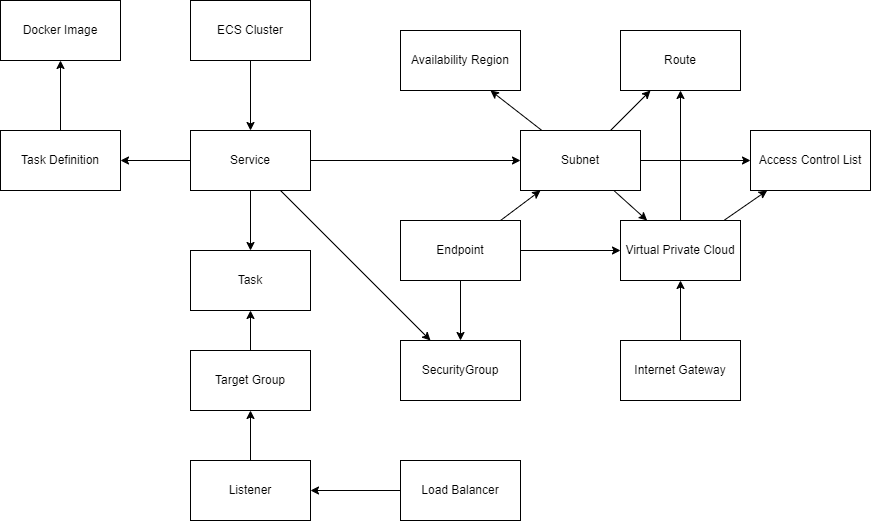 Docker Image
ECS Cluster
Availability Region
Route
Task Definition
Service
Subnet
Access Control List
Endpoint
Virtual Private Cloud
Task
Target Group
SecurityGroup
Internet Gateway
Listener
Load Balancer